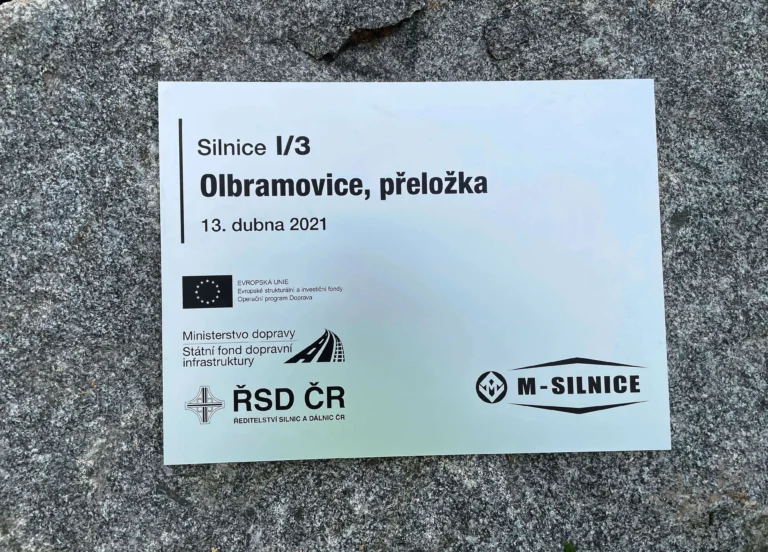 Silnice I/3
Olbramovice, přeložka
13. dubna 2021
EVROPSKÁ UNIE
Evropské strukturální a investiční fondy
Operační program Doprava
Ministerstvo dopravy
Státní fond dopravní
infrastruktury
ŘSD ČR
ŘEDITELSTVÍ SILNIC A DÁLNIC ČR
M-SILNICE